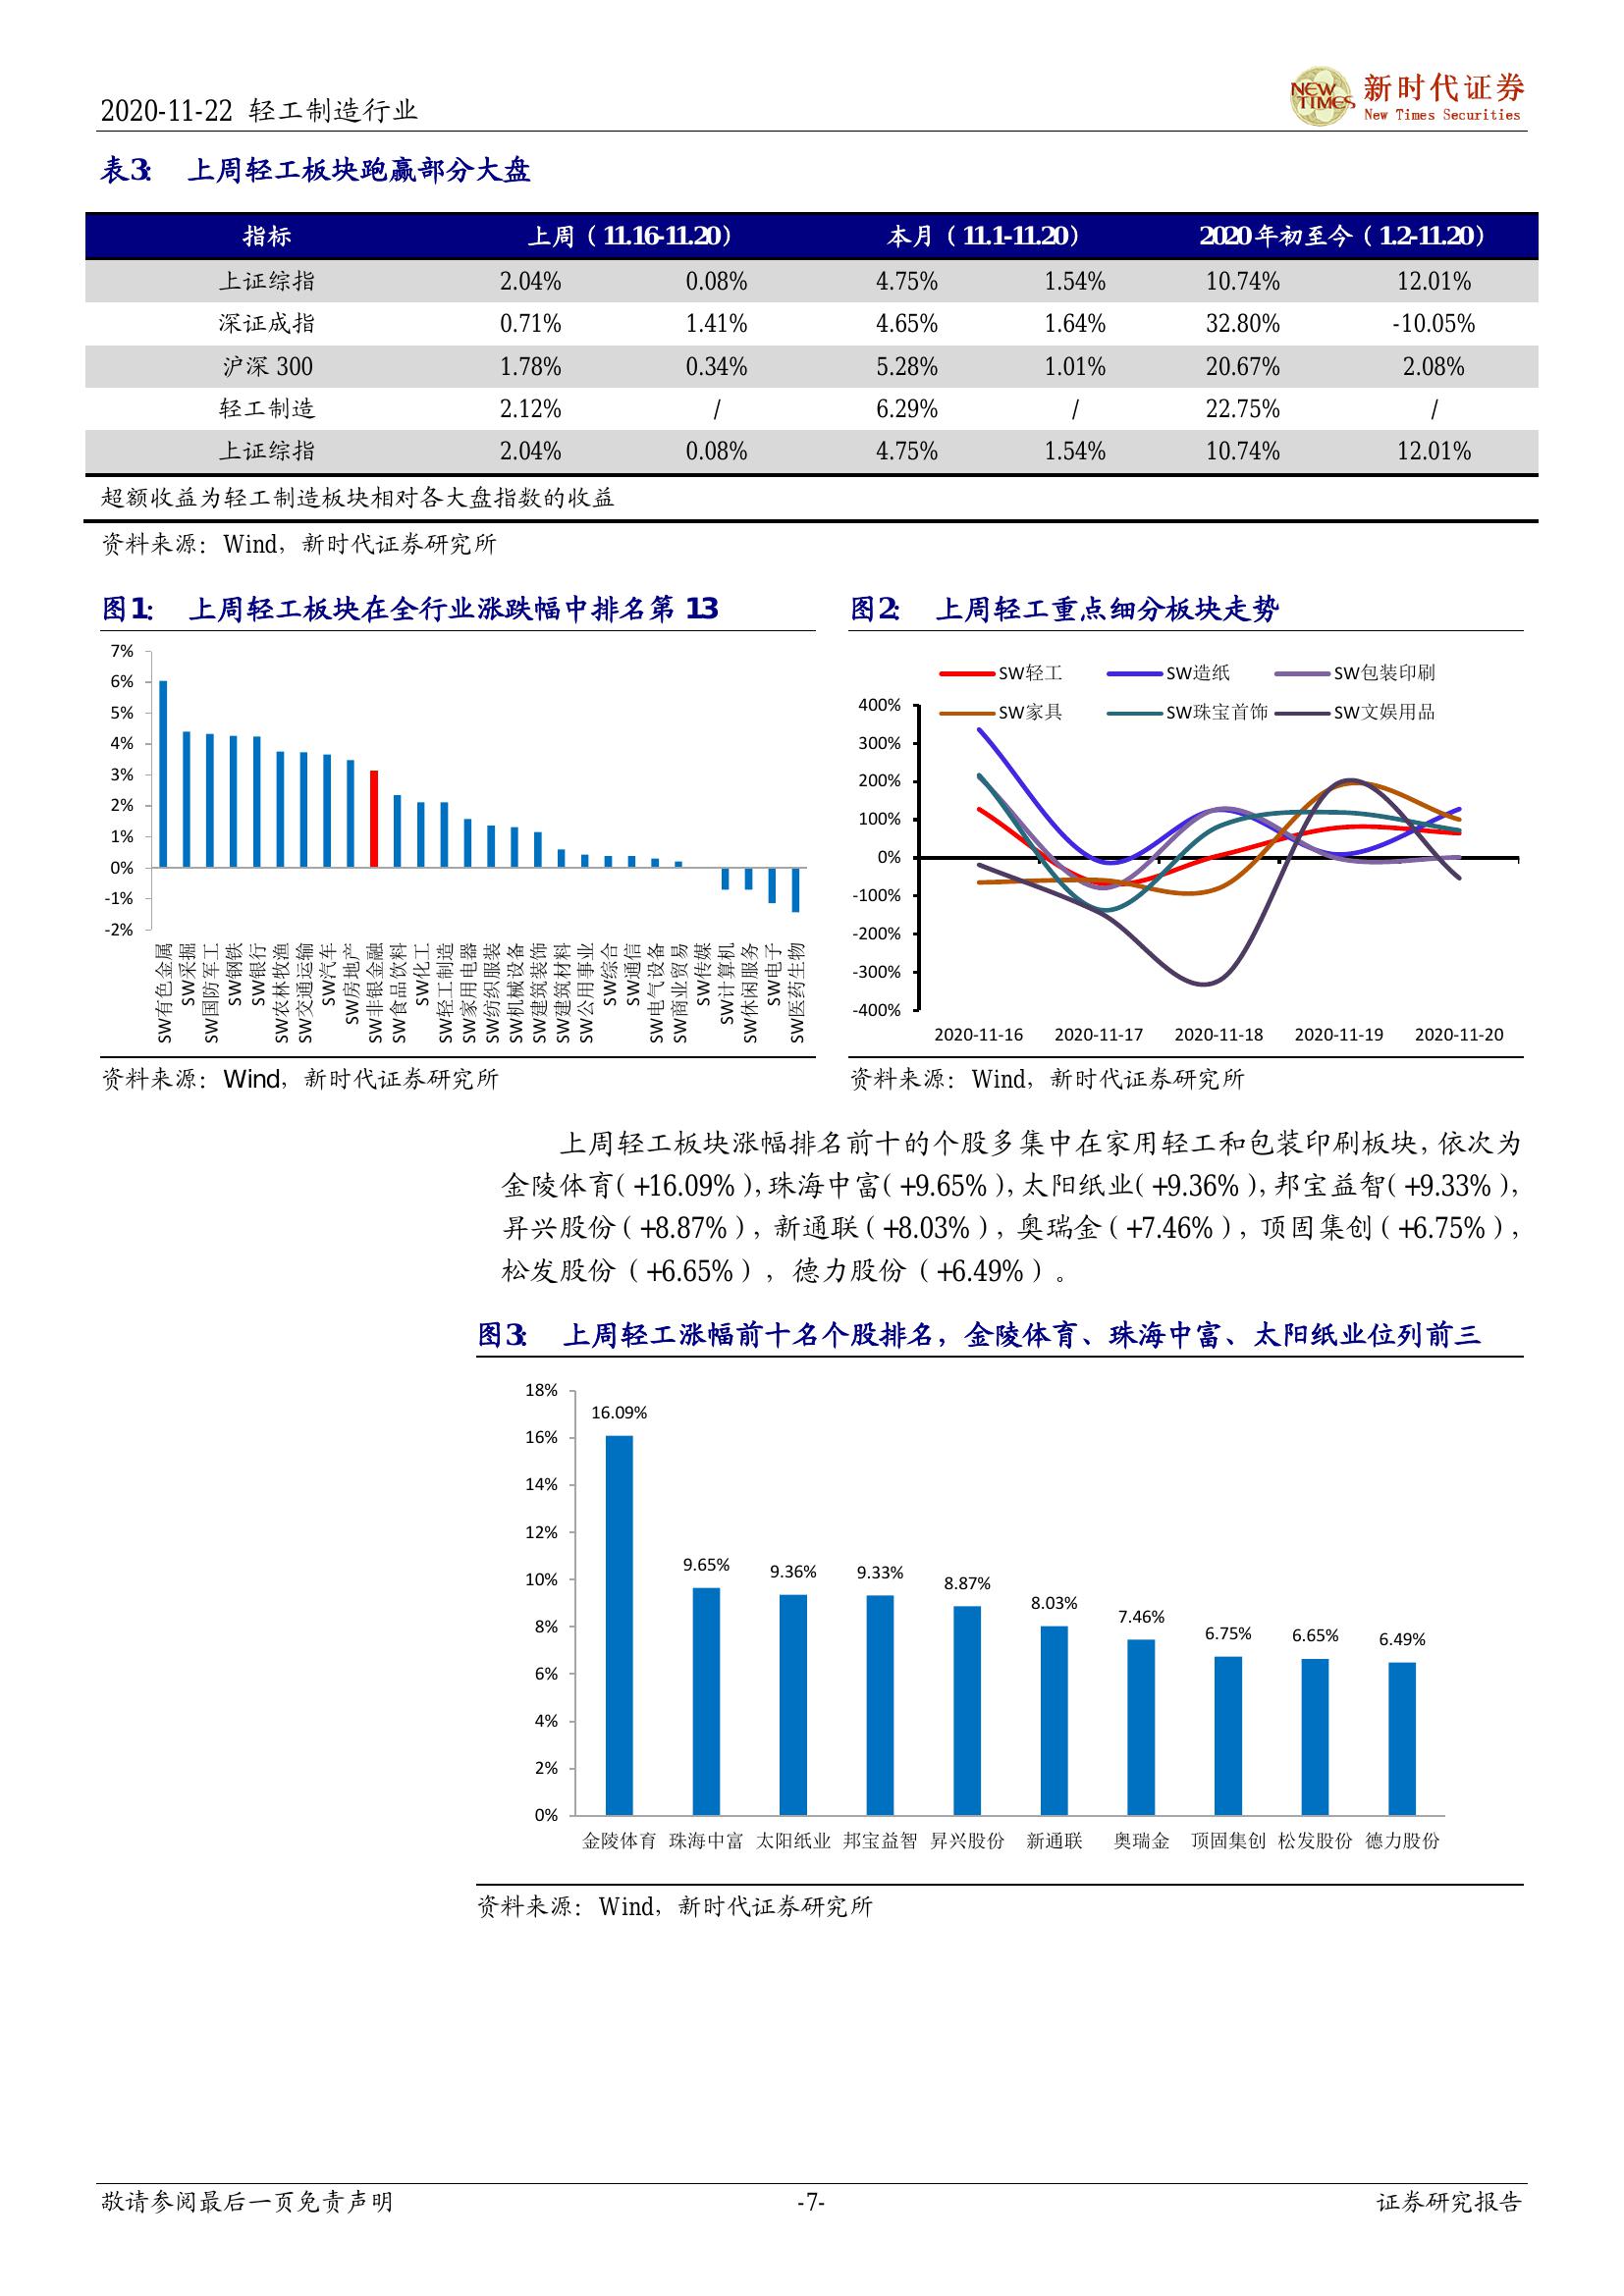 2020-11-22 轻工制造行业
NEW TIMES 新时代证券
New Times Securities
表3: 上周轻工板块跑赢部分大盘
指标 上周（11.16-11.20） 本月（11.1-11.20） 2020年初至今（1.2-11.20）
上证综指 2.04% 0.08% 4.75% 1.54% 10.74% 12.01%
深证成指 0.71% 1.41% 4.65% 1.64% 32.80% -10.05%
沪深 300 1.78% 0.34% 5.28% 1.01% 20.67% 2.08%
轻工制造 2.12% / 6.29% / 22.75% /
上证综指 2.04% 0.08% 4.75% 1.54% 10.74% 12.01%
超额收益为轻工制造板块相对各大盘指数的收益
资料来源：Wind，新时代证券研究所
图1: 上周轻工板块在全行业涨跌幅中排名第 13
7%
6%
5%
4%
3%
2%
1%
0%
-1%
-2%
SW有色金属
SW采掘
SW国防军工
SW钢铁
SW银行
SW农林牧渔
SW交通运输
SW汽车
SW房地产
SW非银金融
SW食品饮料
SW化工
SW轻工制造
SW家用电器
SW纺织服装
SW机械设备
SW建筑装饰
SW建筑材料
SW公用事业
SW综合
SW通信
SW电气设备
SW商业贸易
SW传媒
SW计算机
SW休闲服务
SW电子
SW医药生物
资料来源：Wind，新时代证券研究所
图2: 上周轻工重点细分板块走势
SW轻工 SW造纸 SW包装印刷
SW家具 SW珠宝首饰 SW文娱用品
400%
300%
200%
100%
0%
-100%
-200%
-300%
-400%
2020-11-16 2020-11-17 2020-11-18 2020-11-19 2020-11-20
资料来源：Wind，新时代证券研究所
上周轻工板块涨幅排名前十的个股多集中在家用轻工和包装印刷板块，依次为
金陵体育（+16.09%），珠海中富（+9.65%），太阳纸业（+9.36%），邦宝益智（+9.33%），
昇兴股份（+8.87%），新通联（+8.03%），奥瑞金（+7.46%），顶固集创（+6.75%），
松发股份（+6.65%），德力股份（+6.49%）。
图3: 上周轻工涨幅前十名个股排名，金陵体育、珠海中富、太阳纸业位列前三
18%
16%
14%
12%
10%
8%
6%
4%
2%
0%
16.09% 9.65% 9.36% 9.33% 8.87% 8.03% 7.46% 6.75% 6.65% 6.49%
金陵体育 珠海中富 太阳纸业 邦宝益智 昇兴股份 新通联 奥瑞金 顶固集创 松发股份 德力股份
资料来源：Wind，新时代证券研究所
敬请参阅最后一页免责声明 -7- 证券研究报告